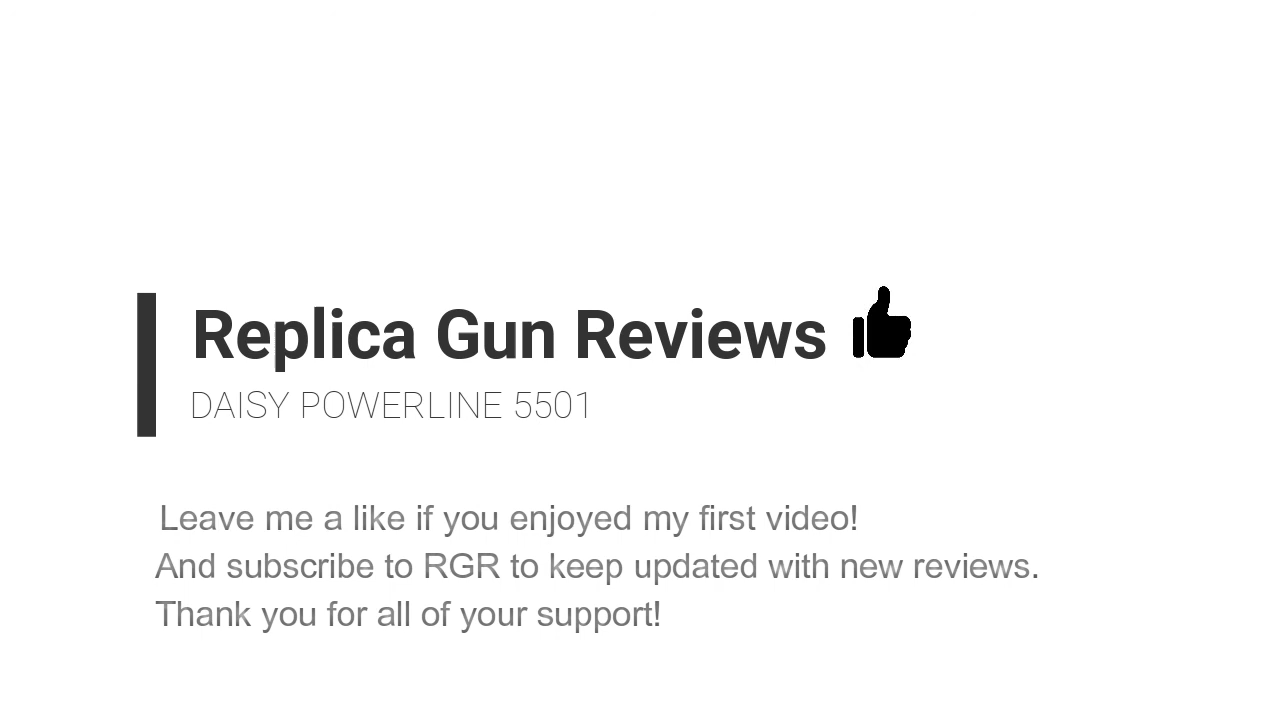 Replica Gun Reviews
DAISY POWERLINE 5501
Leave me a like if you enjoyed my first video!
And subscribe to RGR to keep updated with new reviews.
Thank you for all of your support!